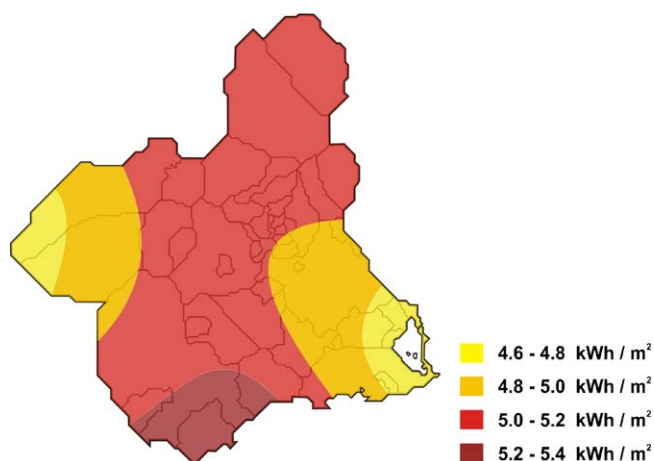 4.6 - 4.8 kWh / m²
4.8 - 5.0 kWh / m²
5.0 - 5.2 kWh / m²
5.2 - 5.4 kWh / m²